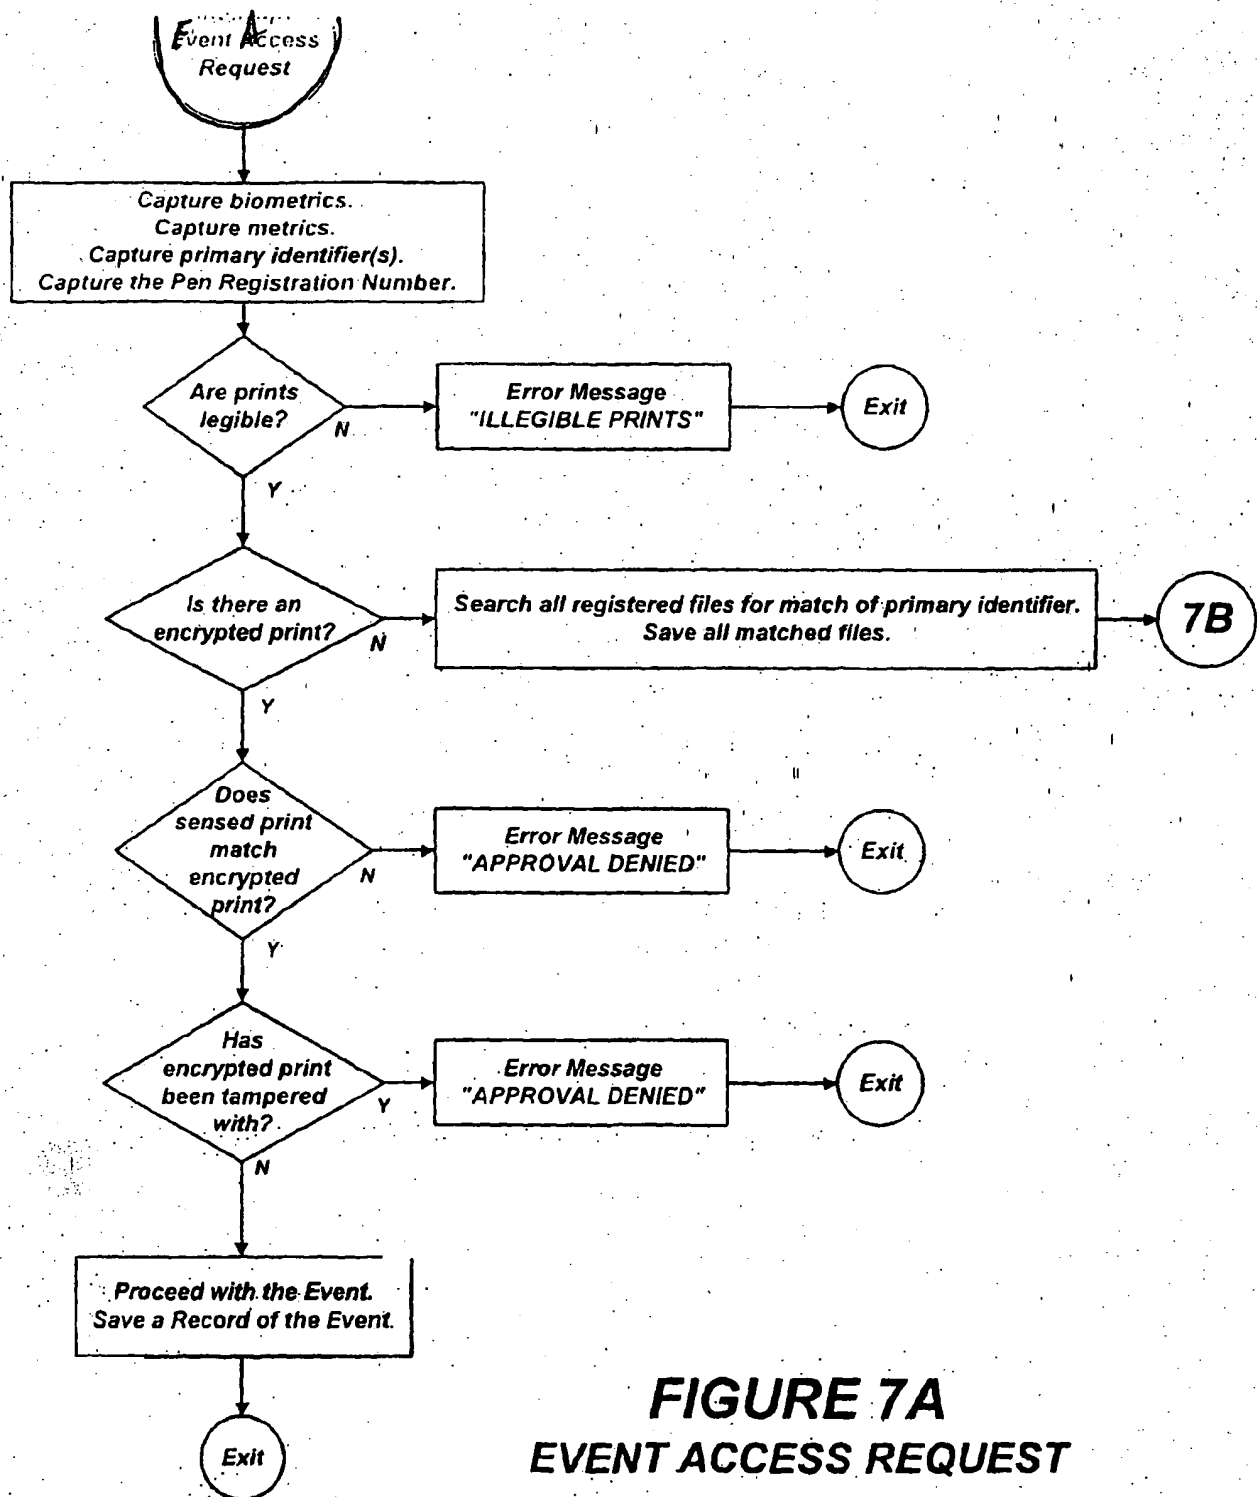 Event Access
Request
Capture biometrics.
Capture metrics.
Capture primary identifier(s).
Capture the Pen Registration Number.
Are prints
legible?
N
Error Message
"ILLEGIBLE PRINTS"
Exit
Y
Is there an
encrypted print?
N
Search all registered files for match of primary identifier.
Save all matched files.
7B
Y
Does
sensed print
match
encrypted
print?
N
Error Message
"APPROVAL DENIED"
Exit
Y
Has
encrypted print
been tampered
with?
Y
Error Message
"APPROVAL DENIED"
Exit
N
Proceed with the Event.
Save a Record of the Event.
Exit
FIGURE 7A
EVENT ACCESS REQUEST